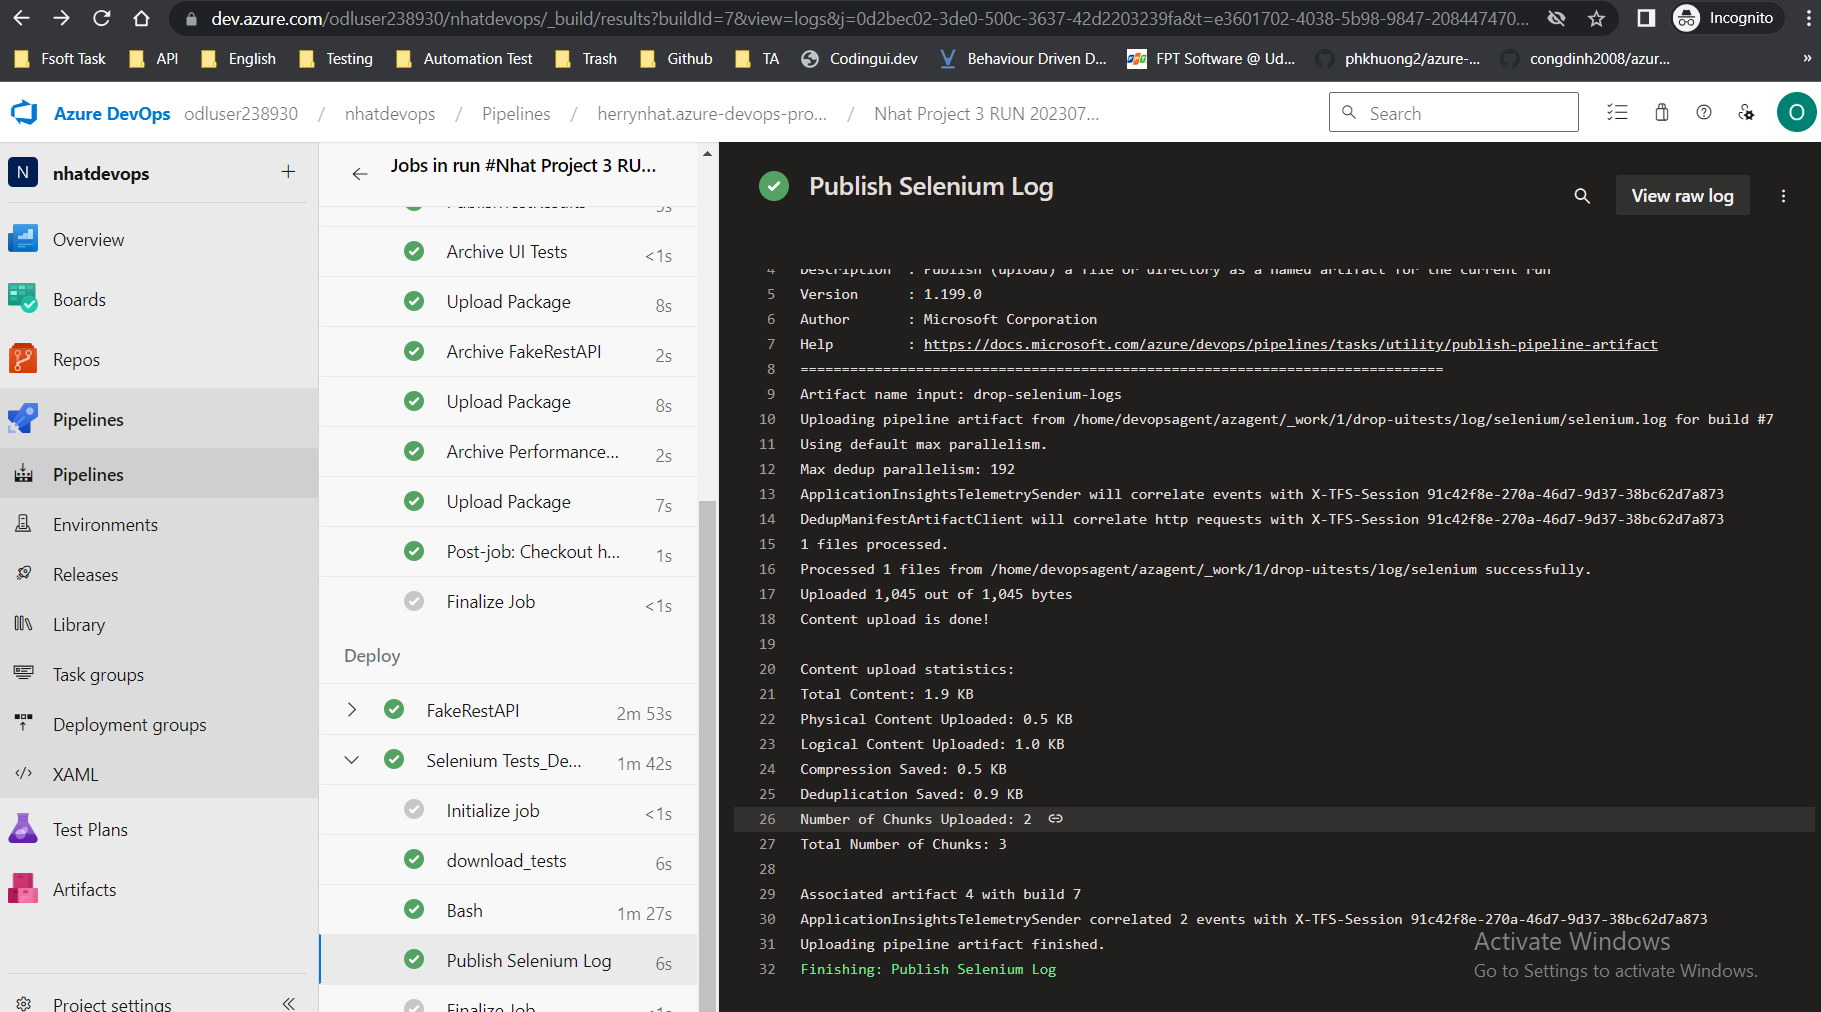 dev.azure.com/odluser238930/nhatdevops/_build/results?buildId=7&view=logs&j=0d2bec02-3de0-500c-3637-42d2203239fa&t=e3601702-4038-5b98-9847-208447470...
Incognito
Fsoft Task
API
English
Testing
Automation Test
Trash
Github
TA
Codingui.dev
Behaviour Driven D...
FPT Software @ Ud...
phkhuong2/azure-...
congdinh2008/azur...
»
Azure DevOps
odluser238930 / nhatdevops / Pipelines / herrynhat.azure-devops-pro... / Nhat Project 3 RUN 202307...
Search
O
N
nhatdevops
+
Overview
Boards
Repos
Pipelines
Pipelines
Environments
Releases
Library
Task groups
Deployment groups
XAML
Test Plans
Artifacts
Project settings
Jobs in run #Nhat Project 3 RU...
PublishTestResults 5s
Archive UI Tests <1s
Upload Package 8s
Archive FakeRestAPI 2s
Upload Package 8s
Archive Performance... 2s
Upload Package 7s
Post-job: Checkout h... 1s
Finalize Job <1s
Deploy
FakeRestAPI 2m 53s
Selenium Tests_De... 1m 42s
Initialize job <1s
download_tests 6s
Bash 1m 27s
Publish Selenium Log 6s
Finalize Job <1s
Publish Selenium Log
View raw log
4 Description : Publish (upload) a file or directory as a named artifact for the current run
5 Version : 1.199.0
6 Author : Microsoft Corporation
7 Help : https://docs.microsoft.com/azure/devops/pipelines/tasks/utility/publish-pipeline-artifact
8 ==============================================================================
9 Artifact name input: drop-selenium-logs
10 Uploading pipeline artifact from /home/devopsagent/azagent/_work/1/drop-uitests/log/selenium/selenium.log for build #7
11 Using default max parallelism.
12 Max dedup parallelism: 192
13 ApplicationInsightsTelemetrySender will correlate events with X-TFS-Session 91c42f8e-270a-46d7-9d37-38bc62d7a873
14 DedupManifestArtifactClient will correlate http requests with X-TFS-Session 91c42f8e-270a-46d7-9d37-38bc62d7a873
15 1 files processed.
16 Processed 1 files from /home/devopsagent/azagent/_work/1/drop-uitests/log/selenium successfully.
17 Uploaded 1,045 out of 1,045 bytes
18 Content upload is done!
19
20 Content upload statistics:
21 Total Content: 1.9 KB
22 Physical Content Uploaded: 0.5 KB
23 Logical Content Uploaded: 1.0 KB
24 Compression Saved: 0.5 KB
25 Deduplication Saved: 0.9 KB
26 Number of Chunks Uploaded: 2
27 Total Number of Chunks: 3
28
29 Associated artifact 4 with build 7
30 ApplicationInsightsTelemetrySender correlated 2 events with X-TFS-Session 91c42f8e-270a-46d7-9d37-38bc62d7a873
31 Uploading pipeline artifact finished.
32 Finishing: Publish Selenium Log
Activate Windows
Go to Settings to activate Windows.